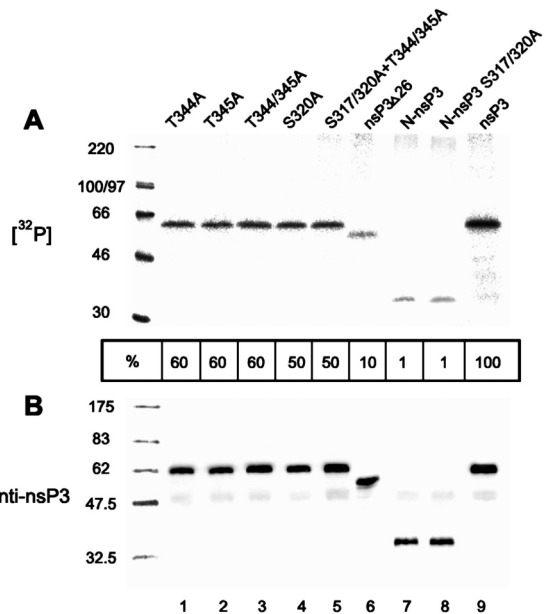 T344A T345A T344/345A S320A S317/320A+T344/345A nsP3Δ26 N-nsP3 N-nsP3 S317/320A nsP3
A
220
100/97
66
[³²P]
46
30
% 60 60 60 50 50 10 1 1 100
B
175
83
62
nti-nsP3
47.5
32.5
1 2 3 4 5 6 7 8 9